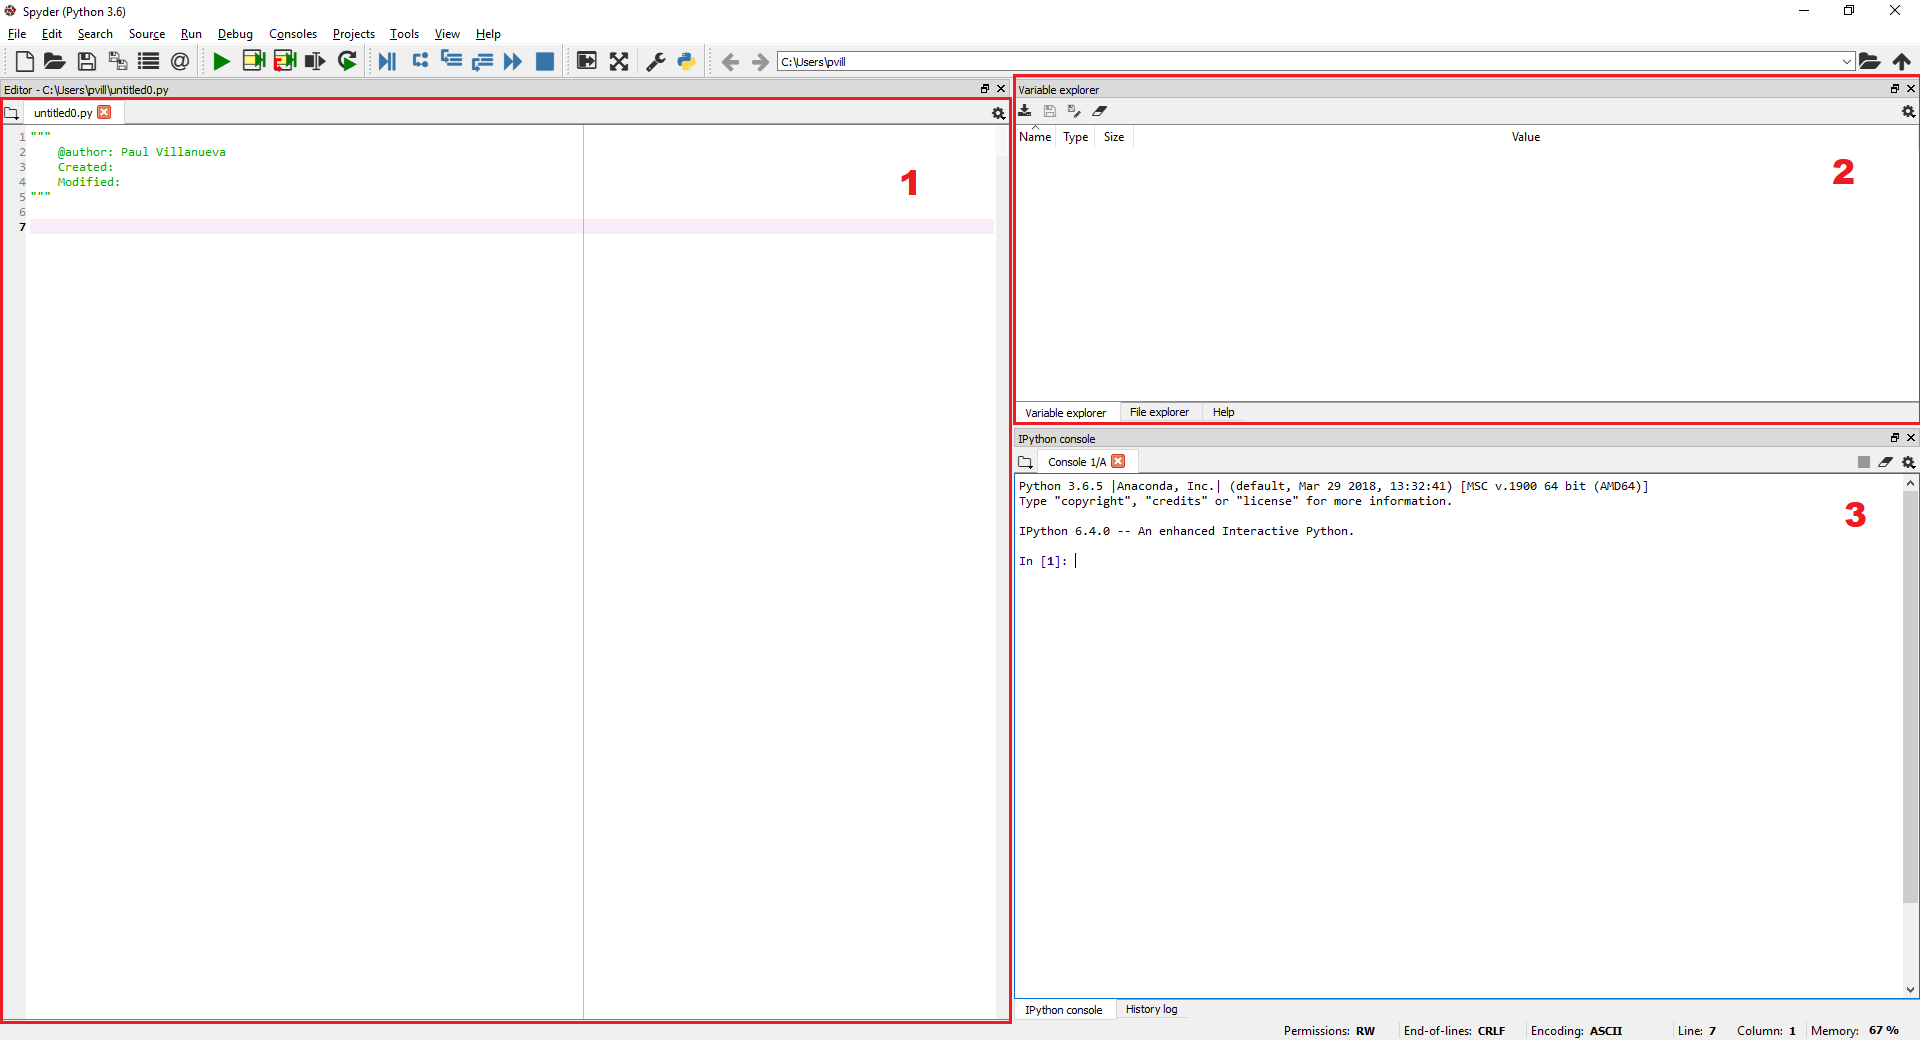 Spyder (Python 3.6)
File Edit Search Source Run Debug Consoles Projects Tools View Help
C:\Users\pvill
Editor - C:\Users\pvill\untitled0.py
untitled0.py
1 """
2 @author: Paul Villanueva
3 Created:
4 Modified:
5 """
6
7
1
Variable explorer
Name Type Size Value
2
Variable explorer File explorer Help
IPython console
Console 1/A
Python 3.6.5 |Anaconda, Inc.| (default, Mar 29 2018, 13:32:41) [MSC v.1900 64 bit (AMD64)]
Type "copyright", "credits" or "license" for more information.
3
IPython 6.4.0 -- An enhanced Interactive Python.
In [1]:
IPython console History log
Permissions: RW End-of-lines: CRLF Encoding: ASCII Line: 7 Column: 1 Memory: 67 %